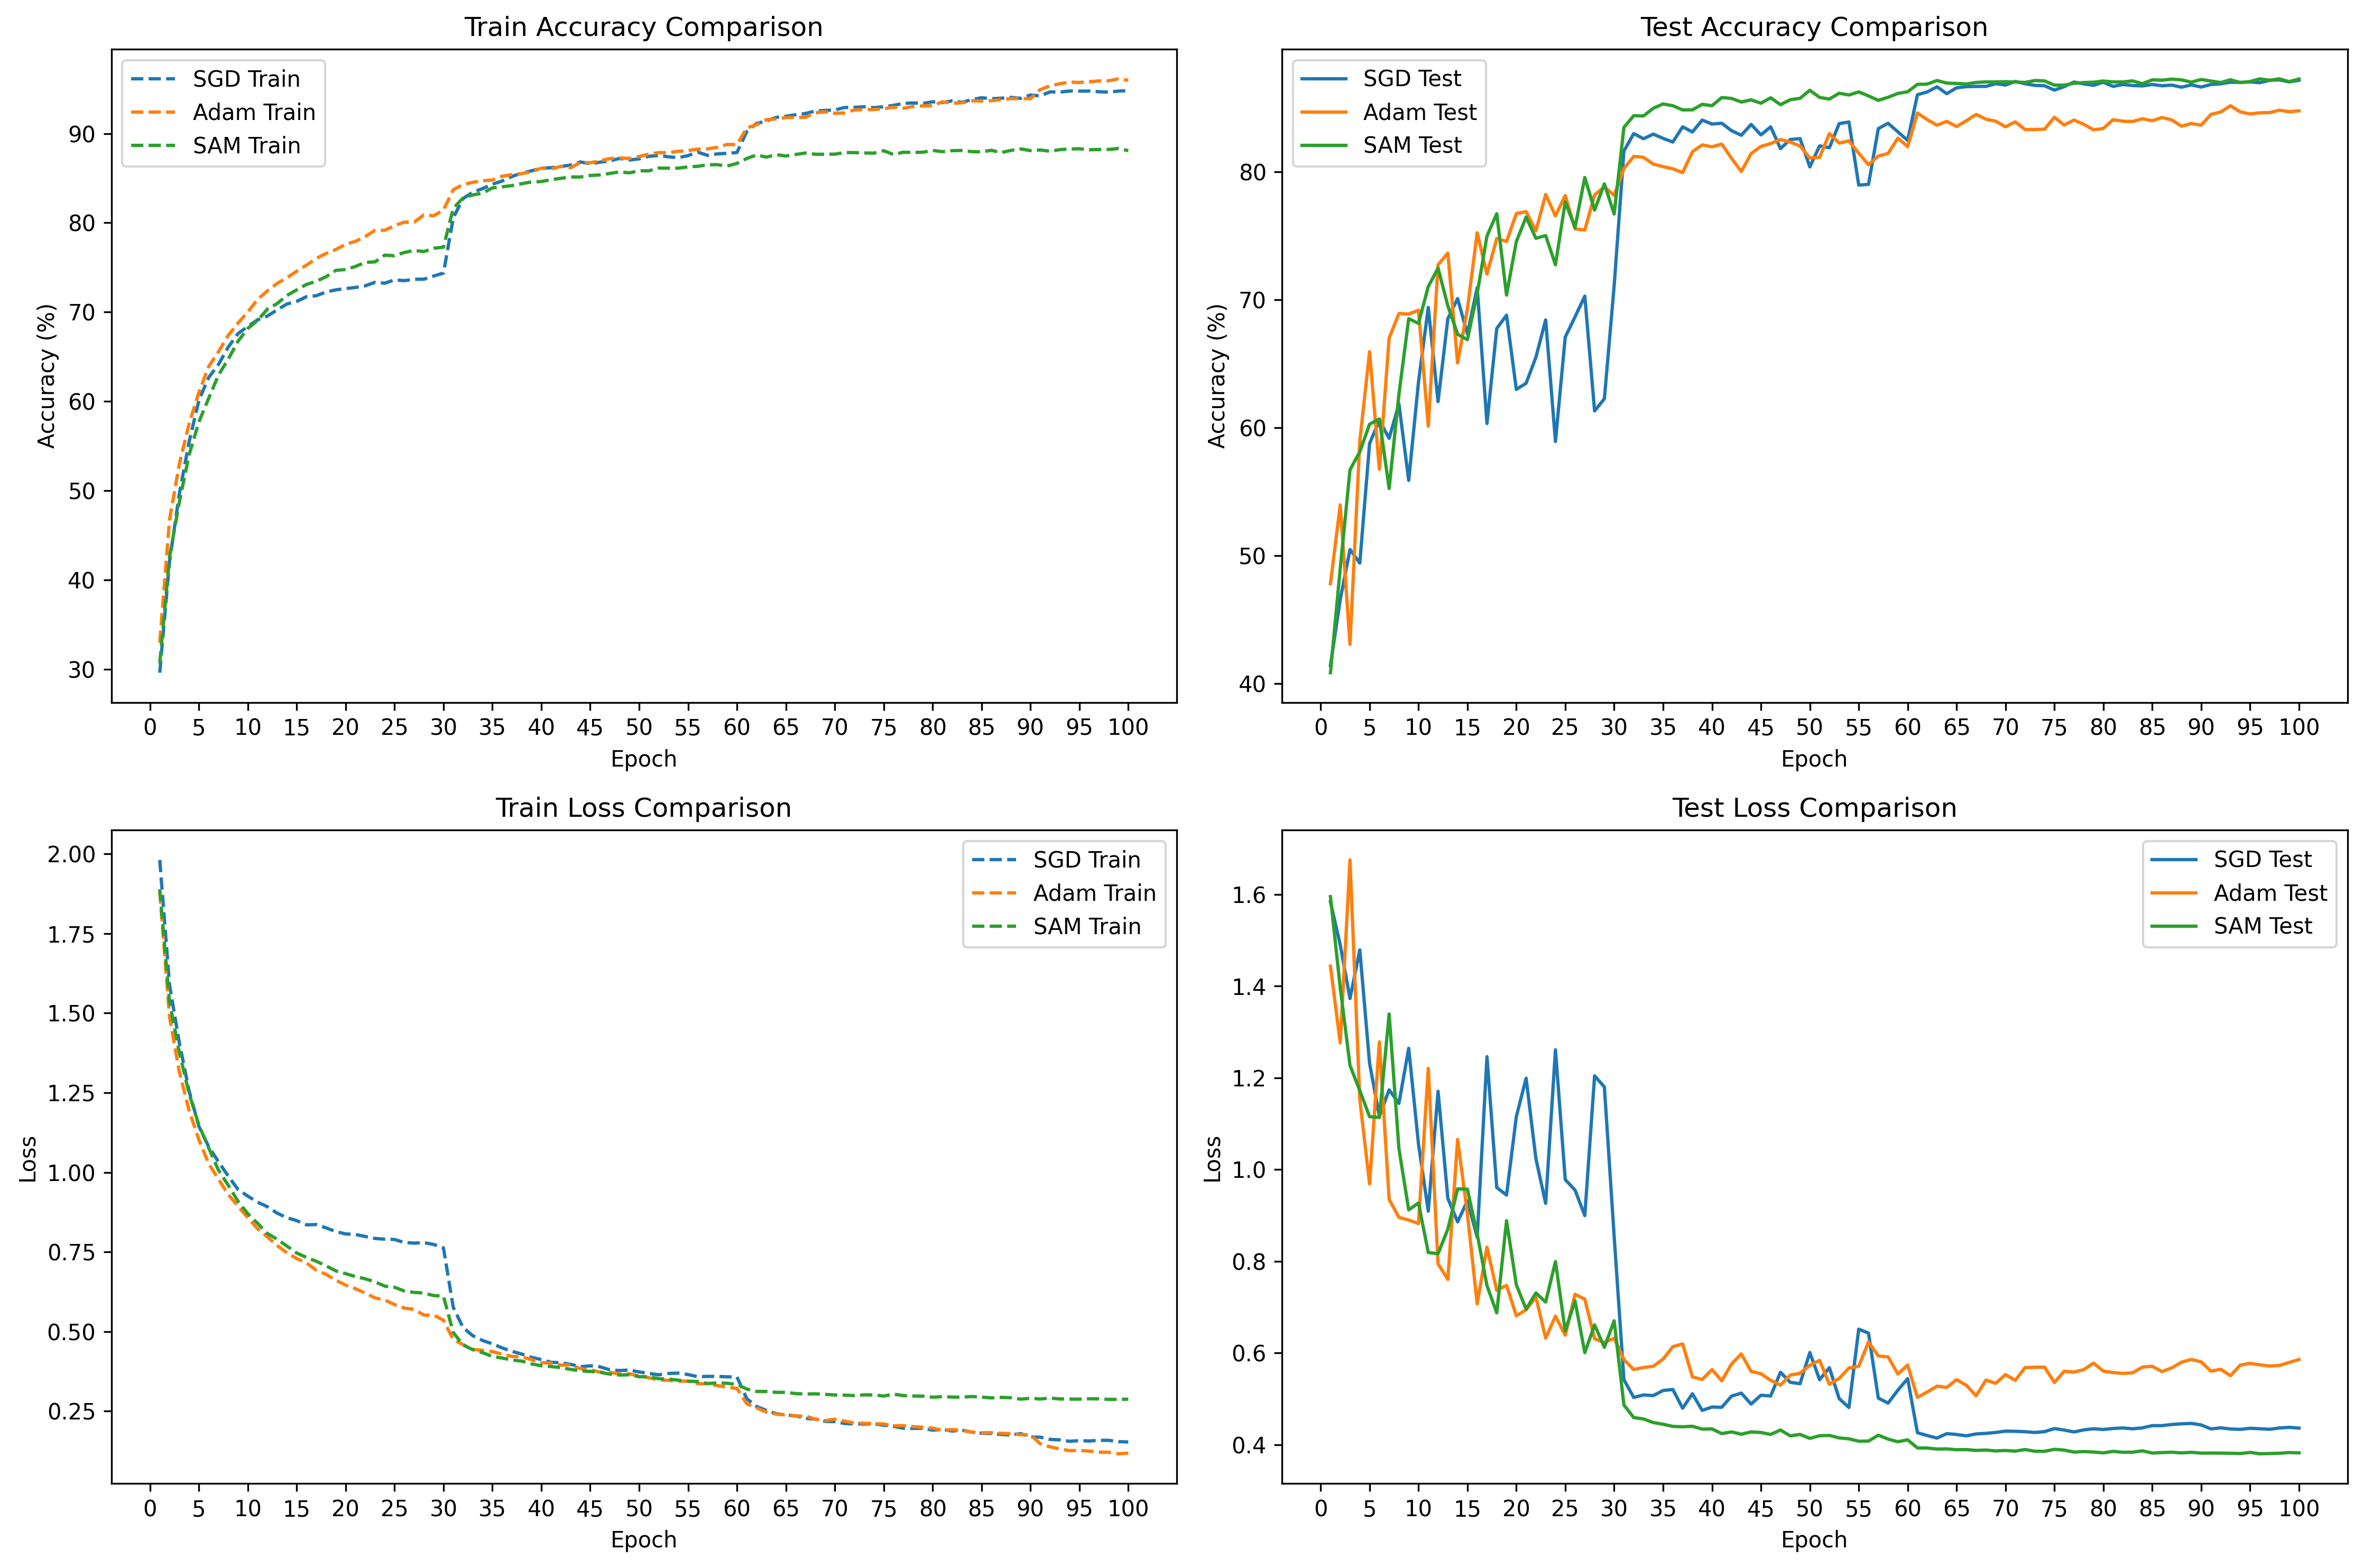 Train Accuracy Comparison
SGD Train
Adam Train
SAM Train
Accuracy (%)
90
80
70
60
50
40
30
0 5 10 15 20 25 30 35 40 45 50 55 60 65 70 75 80 85 90 95 100
Epoch
Test Accuracy Comparison
SGD Test
Adam Test
SAM Test
Accuracy (%)
80
70
60
50
40
0 5 10 15 20 25 30 35 40 45 50 55 60 65 70 75 80 85 90 95 100
Epoch
Train Loss Comparison
SGD Train
Adam Train
SAM Train
Loss
2.00
1.75
1.50
1.25
1.00
0.75
0.50
0.25
0 5 10 15 20 25 30 35 40 45 50 55 60 65 70 75 80 85 90 95 100
Epoch
Test Loss Comparison
SGD Test
Adam Test
SAM Test
Loss
1.6
1.4
1.2
1.0
0.8
0.6
0.4
0 5 10 15 20 25 30 35 40 45 50 55 60 65 70 75 80 85 90 95 100
Epoch